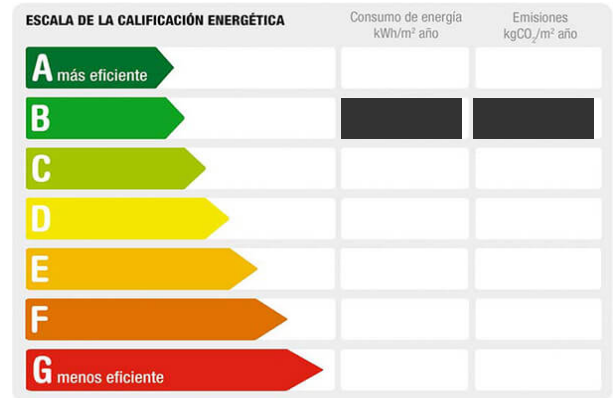 ESCALA DE LA CALIFICACIÓN ENERGÉTICA
Consumo de energía
kWh/m² año
Emisiones
kgCO₂/m² año
A más eficiente
B
C
D
E
F
G menos eficiente